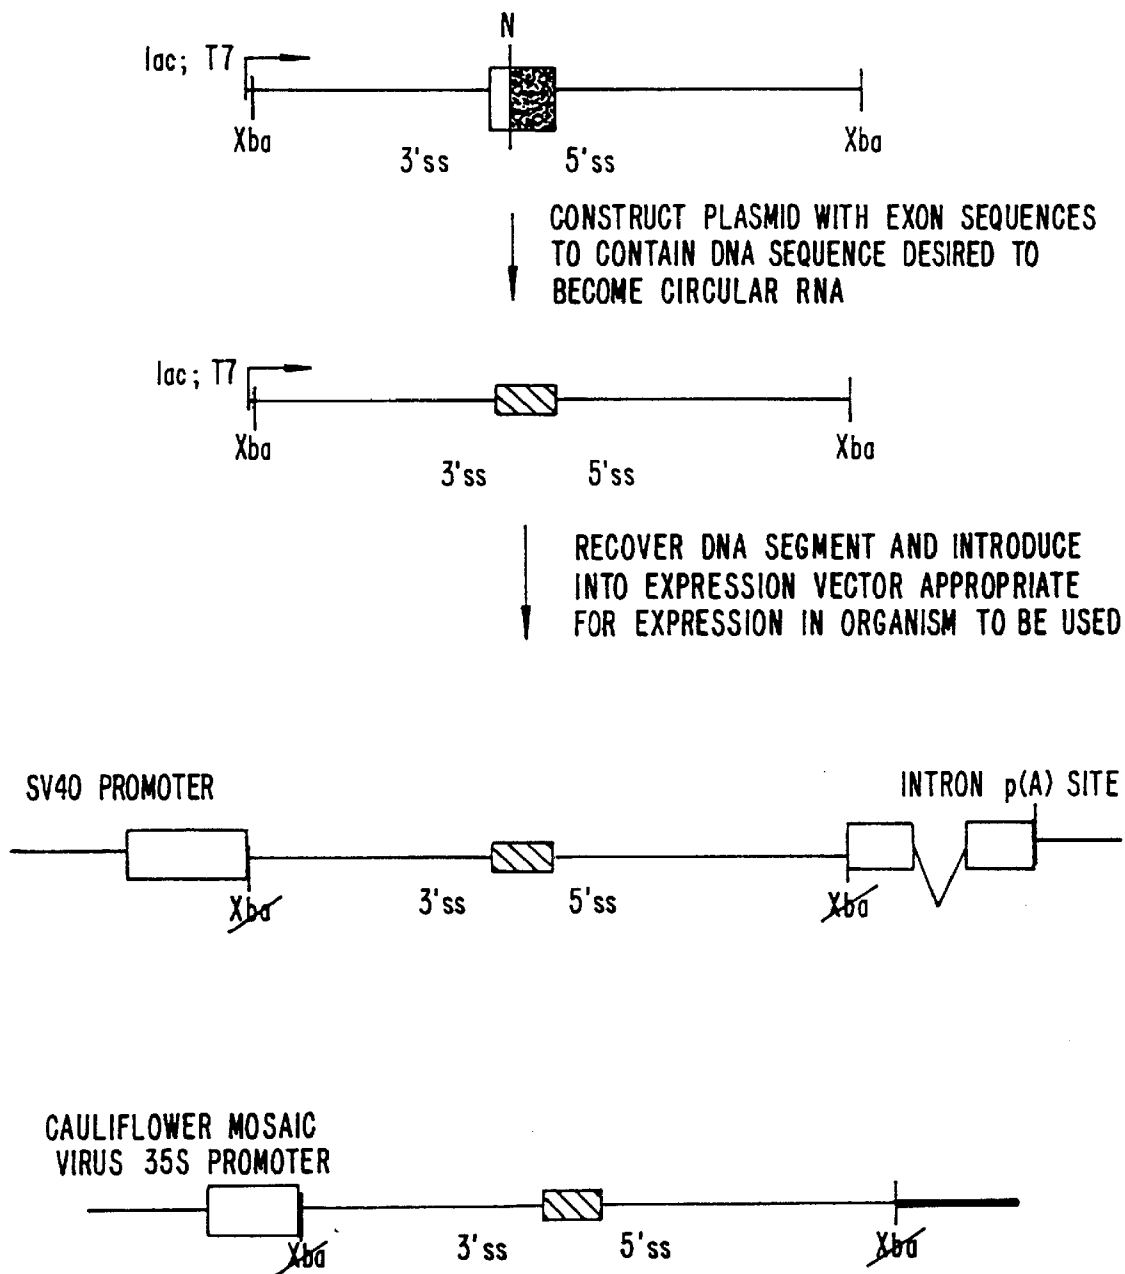 N
lac; T7
Xba Xba
3'ss 5'ss
CONSTRUCT PLASMID WITH EXON SEQUENCES
TO CONTAIN DNA SEQUENCE DESIRED TO
BECOME CIRCULAR RNA
lac; T7
Xba Xba
3'ss 5'ss
RECOVER DNA SEGMENT AND INTRODUCE
INTO EXPRESSION VECTOR APPROPRIATE
FOR EXPRESSION IN ORGANISM TO BE USED
SV40 PROMOTER INTRON p(A) SITE
Xba 3'ss 5'ss Xba
CAULIFLOWER MOSAIC
VIRUS 35S PROMOTER
Xba 3'ss 5'ss Xba